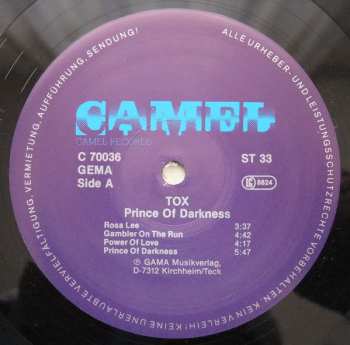 ALLE URHEBER- UND LEISTUNGSSCHUTZRECHTE VORBEHALTEN. KEIN VERLEIH! KEINE UNERLAUBTE VERVIELFÄLTIGUNG, VERMIETUNG, AUFFÜHRUNG, SENDUNG!
CAMEL
CAMEL RECORDS
C 70036
ST 33
GEMA
Side A
LC
8824
TOX
Prince Of Darkness
Rosa Lee 3:37
Gambler On The Run 4:42
Power Of Love 4:17
Prince Of Darkness 5:47
Ⓟ GAMA Musikverlag,
D-7312 Kirchheim/Teck